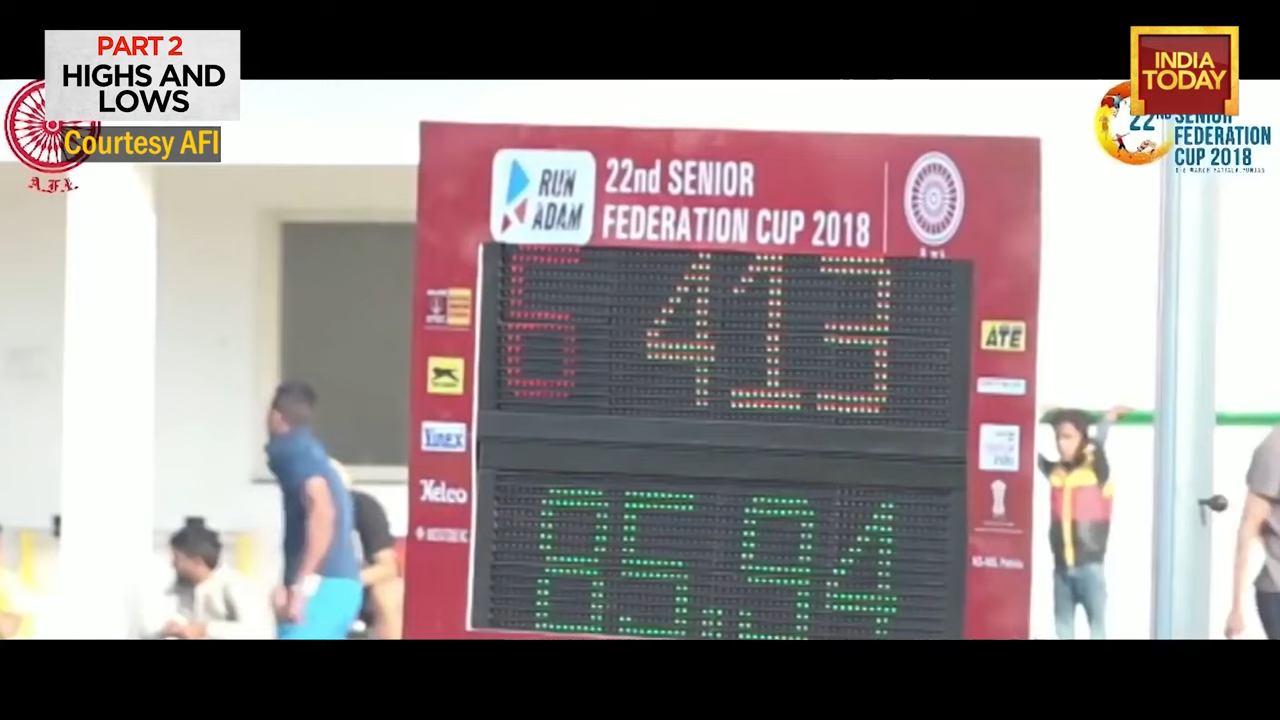 PART 2
HIGHS AND
LOWS
Courtesy AFI
A.F.I.
INDIA
TODAY
22ND SENIOR
FEDERATION
CUP 2018
RUN
ADAM
22nd SENIOR
FEDERATION CUP 2018
6 413
85.94
ATE
Vinex
Nelco